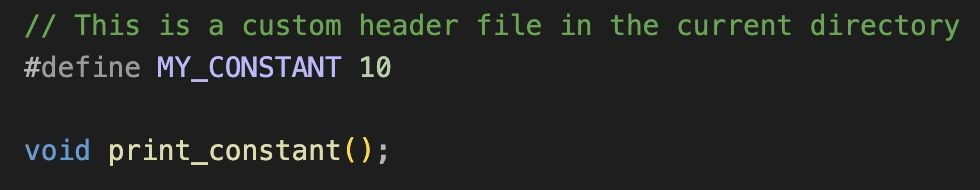 // This is a custom header file in the current directory
#define MY_CONSTANT 10
void print_constant();